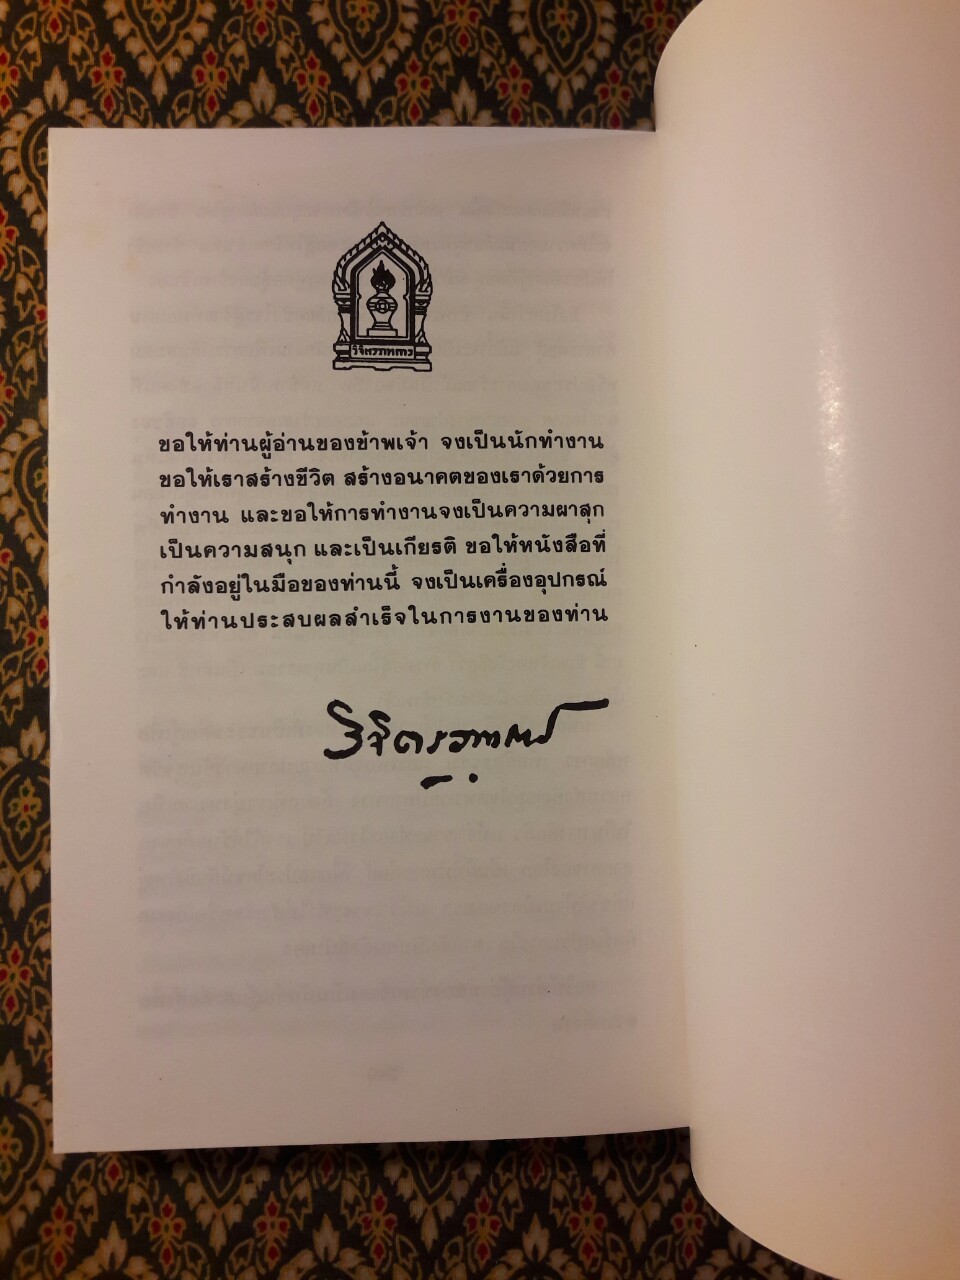 วิจิตรวาทการ
ขอให้ท่านผู้อ่านของข้าพเจ้า จงเป็นนักทำงาน
ขอให้เราสร้างชีวิต สร้างอนาคตของเราด้วยการ
ทำงาน และขอให้การทำงานจงเป็นความผาสุก
เป็นความสนุก และเป็นเกียรติ ขอให้หนังสือที่
กำลังอยู่ในมือของท่านนี้ จงเป็นเครื่องอุปกรณ์
ให้ท่านประสบผลสำเร็จในการงานของท่าน
วิจิตรวาทการ